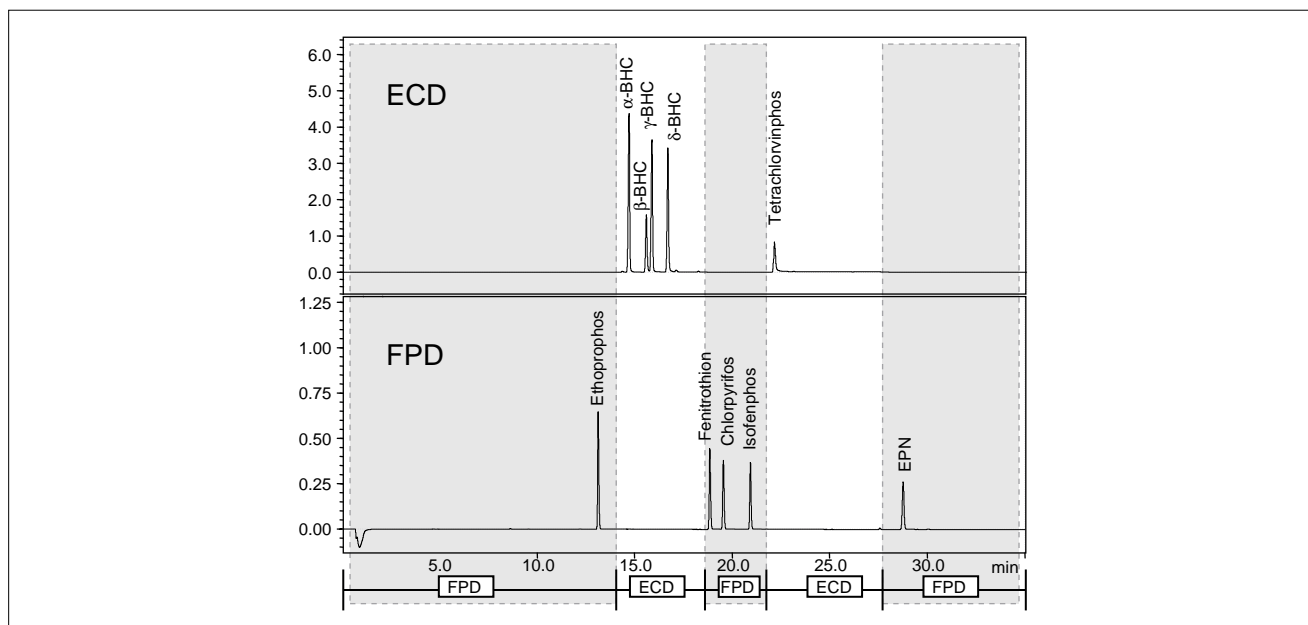 ECD
6.0
5.0
4.0
3.0
2.0
1.0
0.0
α-BHC
β-BHC
γ-BHC
δ-BHC
Tetrachlorvinphos
FPD
1.25
1.00
0.75
0.50
0.25
0.00
Ethoprophos
Fenitrothion
Chlorpyrifos
Isofenphos
EPN
5.0 10.0 15.0 20.0 25.0 30.0 min
FPD ECD FPD ECD FPD